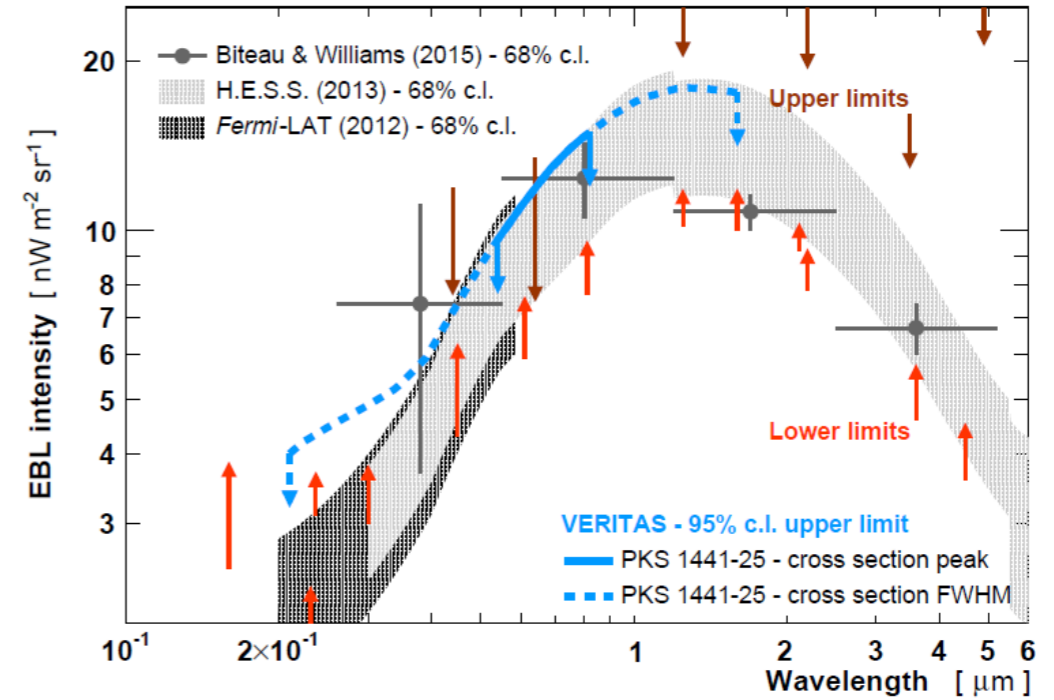 Biteau & Williams (2015) - 68% c.l.
H.E.S.S. (2013) - 68% c.l.
Fermi-LAT (2012) - 68% c.l.
Upper limits
Lower limits
VERITAS - 95% c.l. upper limit
PKS 1441-25 - cross section peak
PKS 1441-25 - cross section FWHM
EBL intensity [ nW m⁻² sr⁻¹ ]
20
10
8
7
6
5
4
3
10⁻¹ 2×10⁻¹ 1 2 3 4 5 6
Wavelength [ μm ]